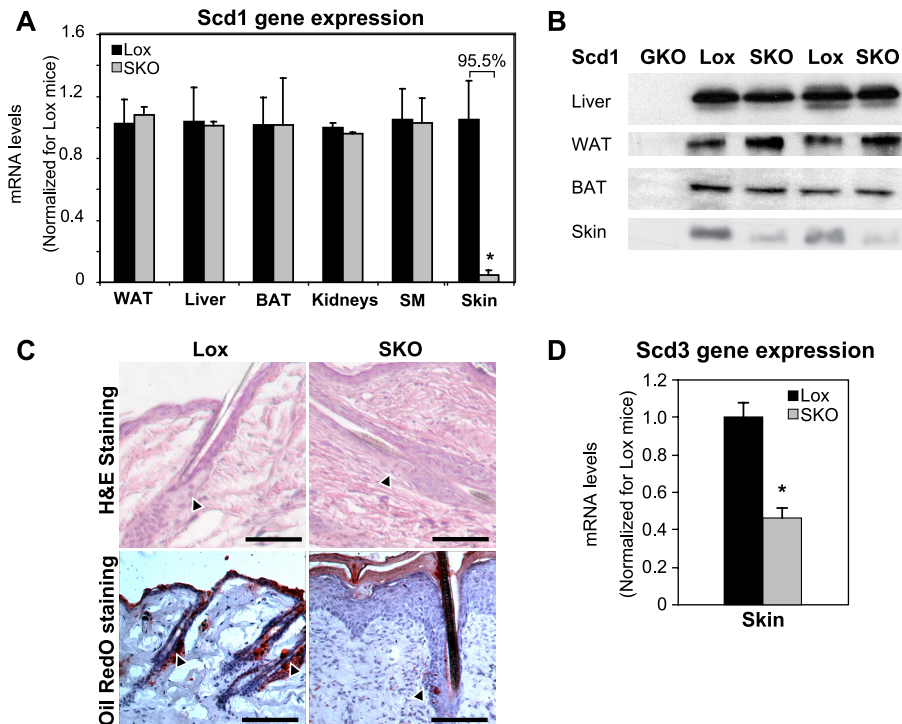 A
Scd1 gene expression
mRNA levels
(Normalized for Lox mice)
1.6
1.2
0.8
0.4
0
Lox
SKO
95.5%
*
WAT Liver BAT Kidneys SM Skin
B
Scd1 GKO Lox SKO Lox SKO
Liver
WAT
BAT
Skin
C
Lox SKO
H&E Staining
Oil RedO staining
D
Scd3 gene expression
mRNA levels
(Normalized for Lox mice)
1.2
1.0
0.8
0.6
0.4
0.2
0
Lox
SKO
*
Skin